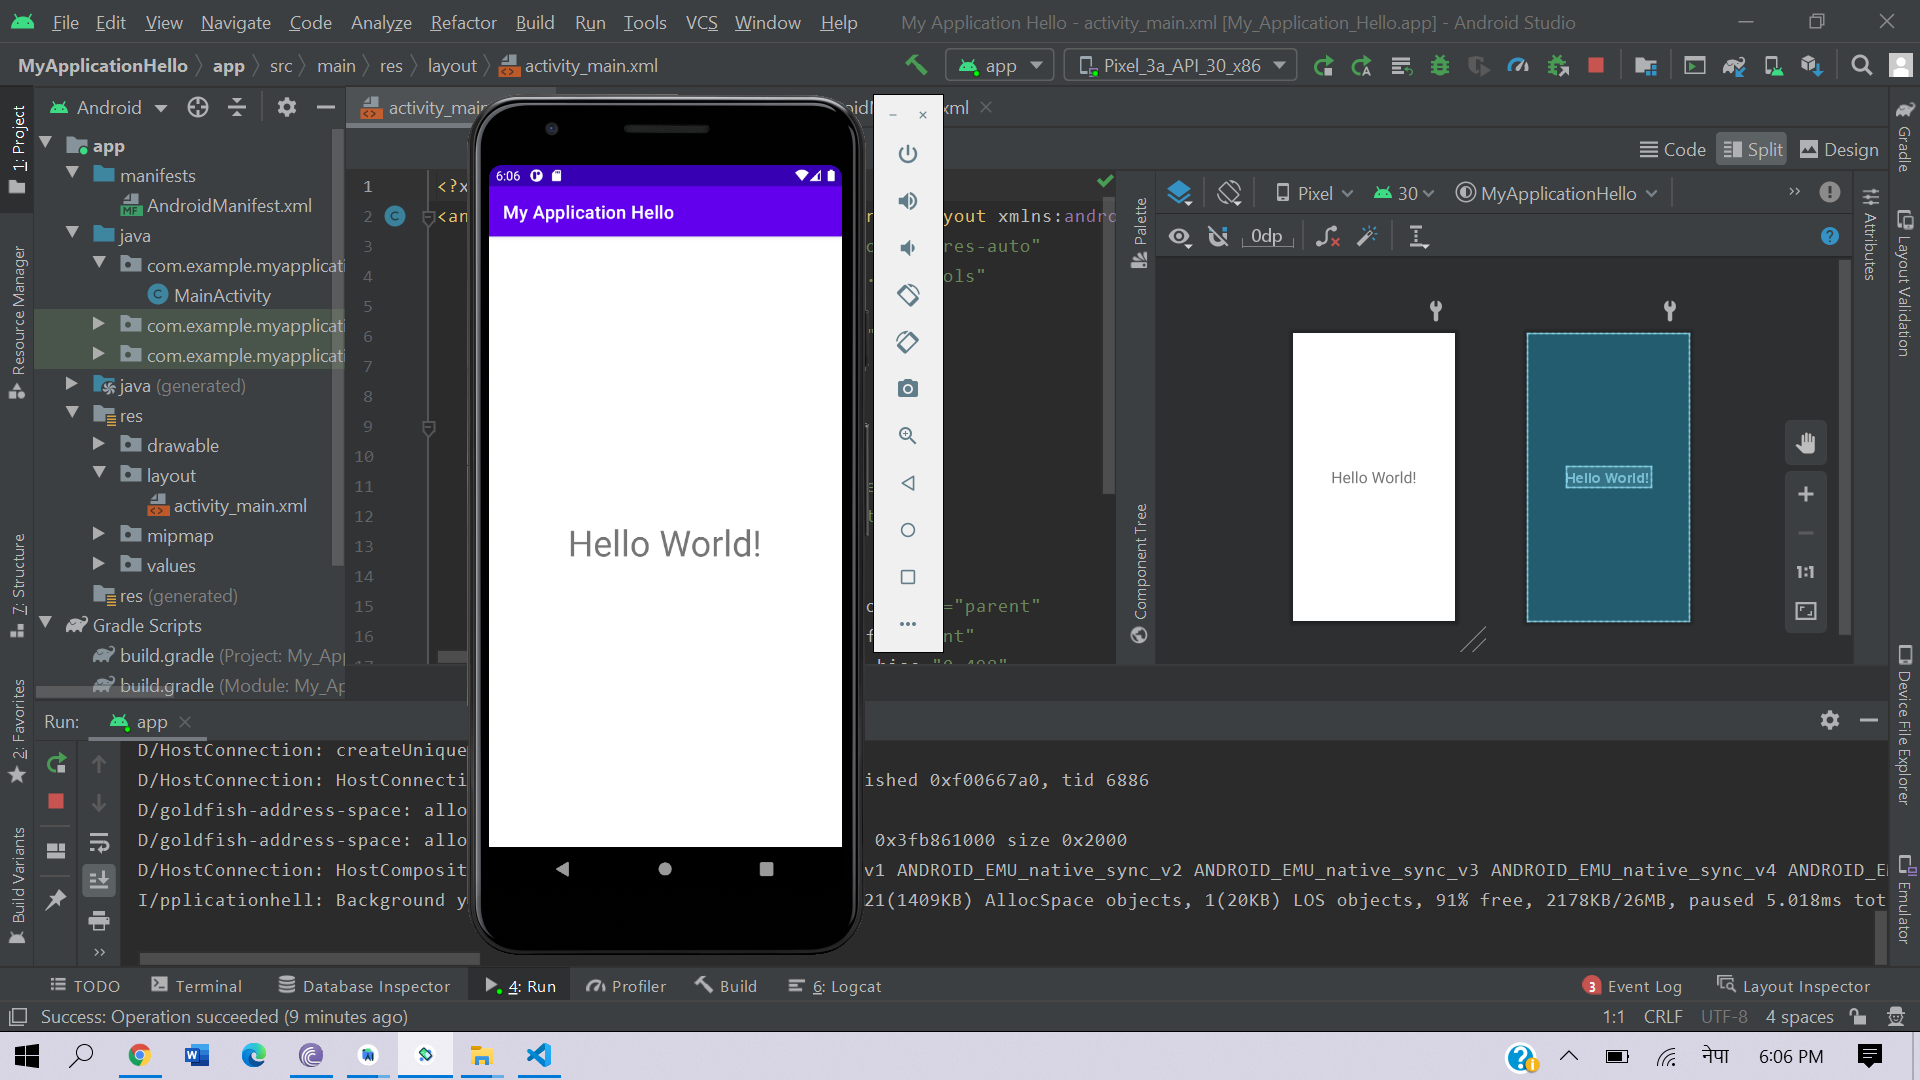 File Edit View Navigate Code Analyze Refactor Build Run Tools VCS Window Help My Application Hello - activity_main.xml [My_Application_Hello.app] - Android Studio
MyApplicationHello app src main res layout activity_main.xml app Pixel_3a_API_30_x86
1: Project
Resource Manager
7: Structure
2: Favorites
Build Variants
Android
app
manifests
AndroidManifest.xml
java
com.example.myapplicati
MainActivity
com.example.myapplicati
com.example.myapplicati
java (generated)
res
drawable
layout
activity_main.xml
mipmap
values
res (generated)
Gradle Scripts
build.gradle (Project: My_Ap
build.gradle (Module: My_Ap
activity_mai
ml
Code Split Design
1 <?x
2 <an yout xmlns:andro
3 res-auto"
4 ols"
5
6
7
8
9
10
11
12
13
14
15 ="parent"
16 nt"
6:06
My Application Hello
Hello World!
Palette
Component Tree
Pixel 30 MyApplicationHello
0dp
Hello World!
Hello World!
1:1
Attributes
Gradle
Layout Validation
Device File Explorer
Emulator
Run: app
D/HostConnection: createUnique
D/HostConnection: HostConnecti ished 0xf00667a0, tid 6886
D/goldfish-address-space: allo
D/goldfish-address-space: allo 0x3fb861000 size 0x2000
D/HostConnection: HostComposit v1 ANDROID_EMU_native_sync_v2 ANDROID_EMU_native_sync_v3 ANDROID_EMU_native_sync_v4 ANDROID_E
I/pplicationhell: Background y 21(1409KB) AllocSpace objects, 1(20KB) LOS objects, 91% free, 2178KB/26MB, paused 5.018ms tot
TODO Terminal Database Inspector 4: Run Profiler Build 6: Logcat 3 Event Log Layout Inspector
Success: Operation succeeded (9 minutes ago) 1:1 CRLF UTF-8 4 spaces
नेपा 6:06 PM